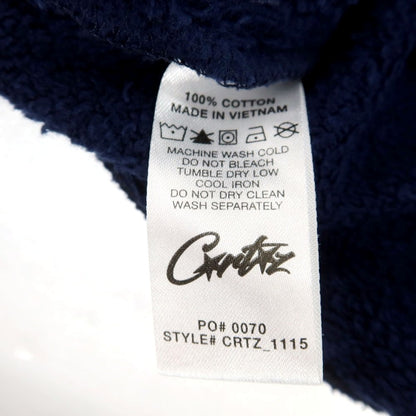 100% COTTON
MADE IN VIETNAM
MACHINE WASH COLD
DO NOT BLEACH
TUMBLE DRY LOW
COOL IRON
DO NOT DRY CLEAN
WASH SEPARATELY
Crtz
PO# 0070
STYLE# CRTZ_1115